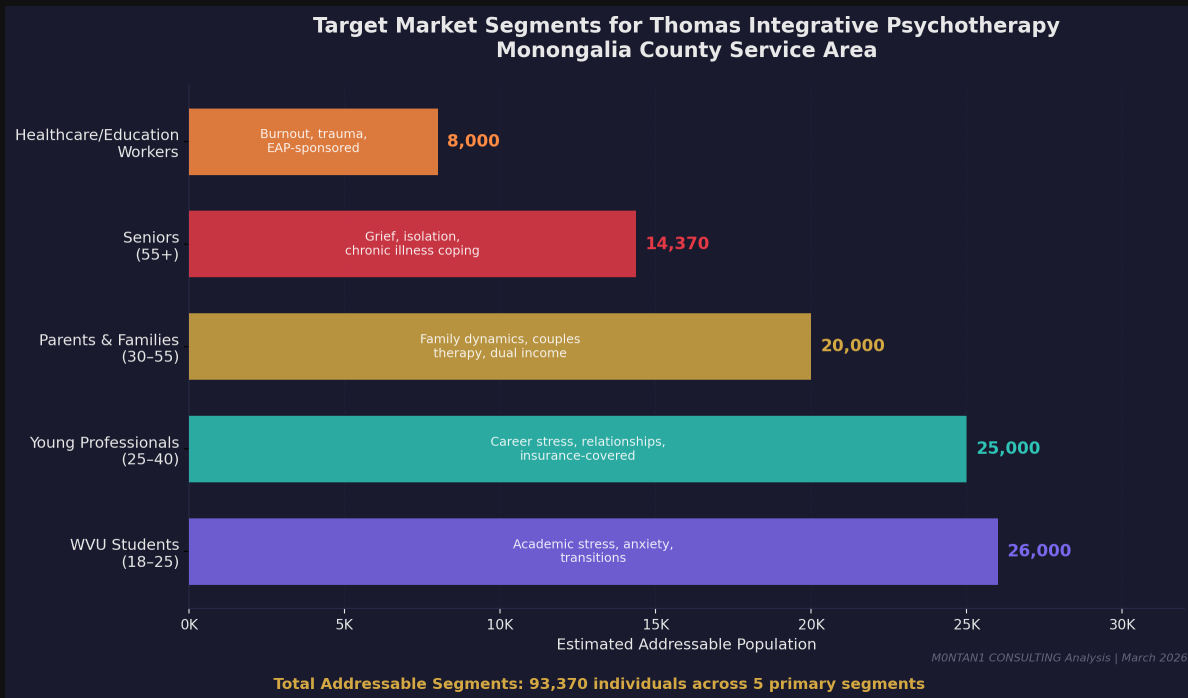 Target Market Segments for Thomas Integrative Psychotherapy
Monongalia County Service Area
Healthcare/Education
Workers
Burnout, trauma,
EAP-sponsored
8,000
Seniors
(55+)
Grief, isolation,
chronic illness coping
14,370
Parents & Families
(30–55)
Family dynamics, couples
therapy, dual income
20,000
Young Professionals
(25–40)
Career stress, relationships,
insurance-covered
25,000
WVU Students
(18–25)
Academic stress, anxiety,
transitions
26,000
0K 5K 10K 15K 20K 25K 30K
Estimated Addressable Population
M0NTAN1 CONSULTING Analysis | March 2026
Total Addressable Segments: 93,370 individuals across 5 primary segments